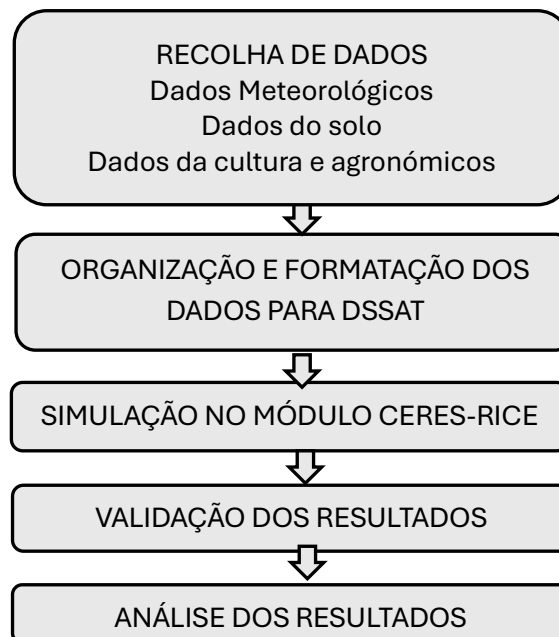 RECOLHA DE DADOS
Dados Meteorológicos
Dados do solo
Dados da cultura e agronómicos
ORGANIZAÇÃO E FORMATAÇÃO DOS
DADOS PARA DSSAT
SIMULAÇÃO NO MÓDULO CERES-RICE
VALIDAÇÃO DOS RESULTADOS
ANÁLISE DOS RESULTADOS